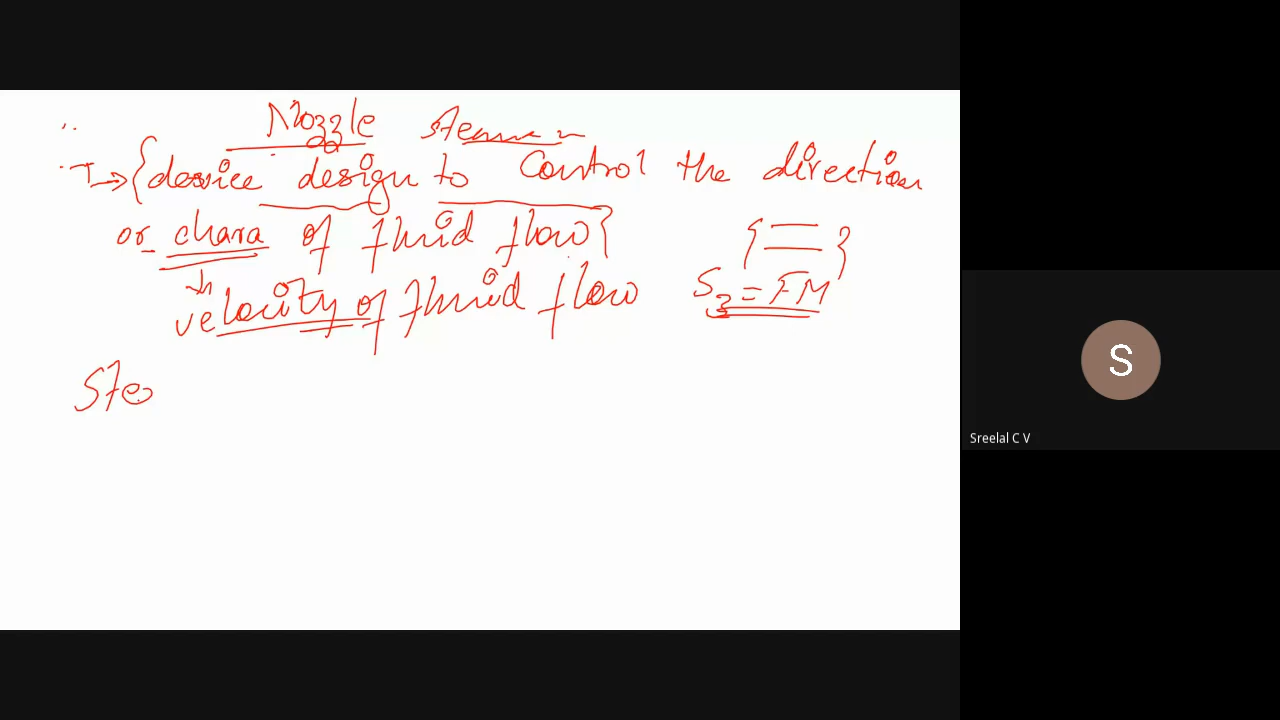 Nozzle
→ {device design to Control the direction
or chara of fluid flow}
velocity of fluid flow
S3 = FM
Ste
S
Sreelal C V